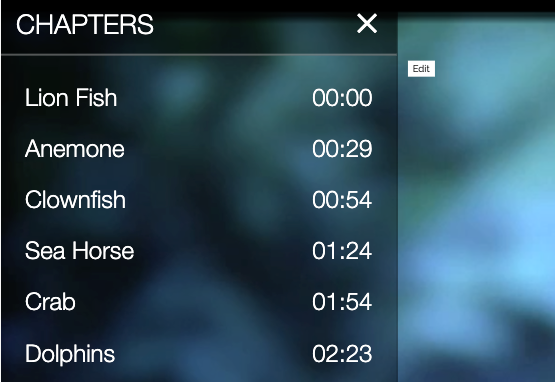 CHAPTERS ×
Edit
Lion Fish 00:00
Anemone 00:29
Clownfish 00:54
Sea Horse 01:24
Crab 01:54
Dolphins 02:23